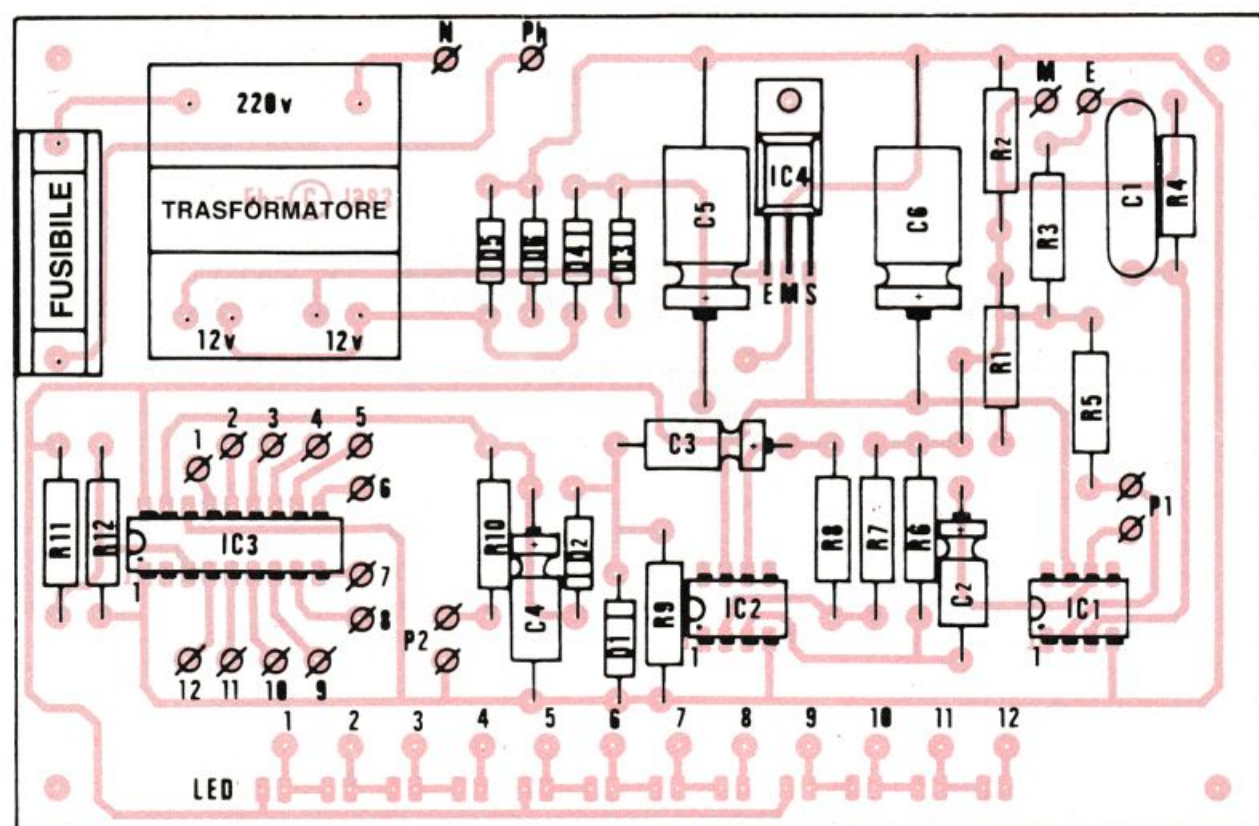 N Ph
M E
220v
FUSIBILE
TRASFORMATORE
12v 12v
D5 D6 D4 D3
C5
IC4
E M S
C6
R2
R3
C1
R4
R1
R5
1 2 3 4 5
6
7
8
12 11 10 9
R11 R12
IC3
1
P2
R10
C4
D2
C3
D1
R9
IC2
1
R8 R7 R6
C2
P1
IC1
1
1 2 3 4 5 6 7 8 9 10 11 12
LED